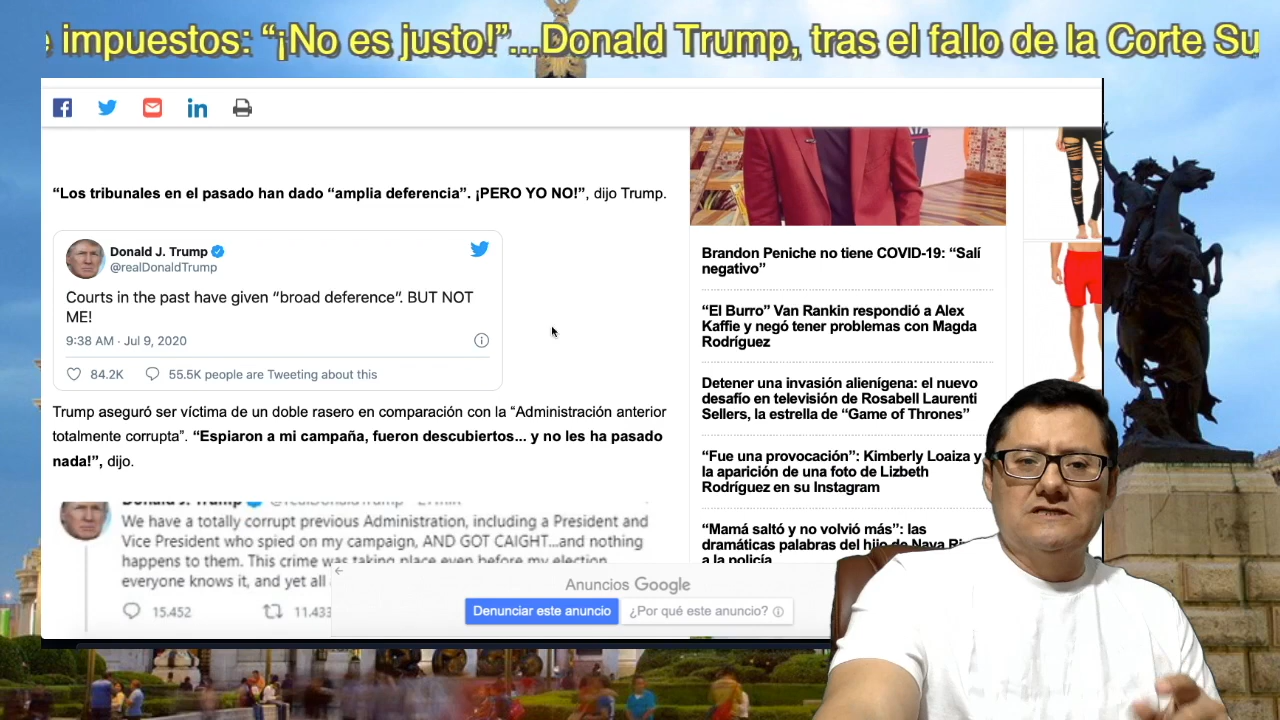 impuestos: “¡No es justo!”...Donald Trump, tras el fallo de la Corte Su
“Los tribunales en el pasado han dado “amplia deferencia”. ¡PERO YO NO!”, dijo Trump.
Donald J. Trump
@realDonaldTrump
Courts in the past have given “broad deference”. BUT NOT
ME!
9:38 AM · Jul 9, 2020
84.2K 55.5K people are Tweeting about this
Trump aseguró ser víctima de un doble rasero en comparación con la “Administración anterior
totalmente corrupta”. “Espiaron a mi campaña, fueron descubiertos... y no les ha pasado
nada!”, dijo.
Donald J. Trump @realDonaldTrump
We have a totally corrupt previous Administration, including a President and
Vice President who spied on my campaign, AND GOT CAIGHT...and nothing
happens to them. This crime was taking place even before my election,
everyone knows it, and yet all
15.452 11.433
Anuncios Google
Denunciar este anuncio ¿Por qué este anuncio?
Brandon Peniche no tiene COVID-19: “Salí
negativo”
“El Burro” Van Rankin respondió a Alex
Kaffie y negó tener problemas con Magda
Rodríguez
Detener una invasión alienígena: el nuevo
desafío en televisión de Rosabell Laurenti
Sellers, la estrella de “Game of Thrones”
“Fue una provocación”: Kimberly Loaiza y
la aparición de una foto de Lizbeth
Rodríguez en su Instagram
“Mamá saltó y no volvió más”: las
dramáticas palabras del hijo de Naya
a la policía